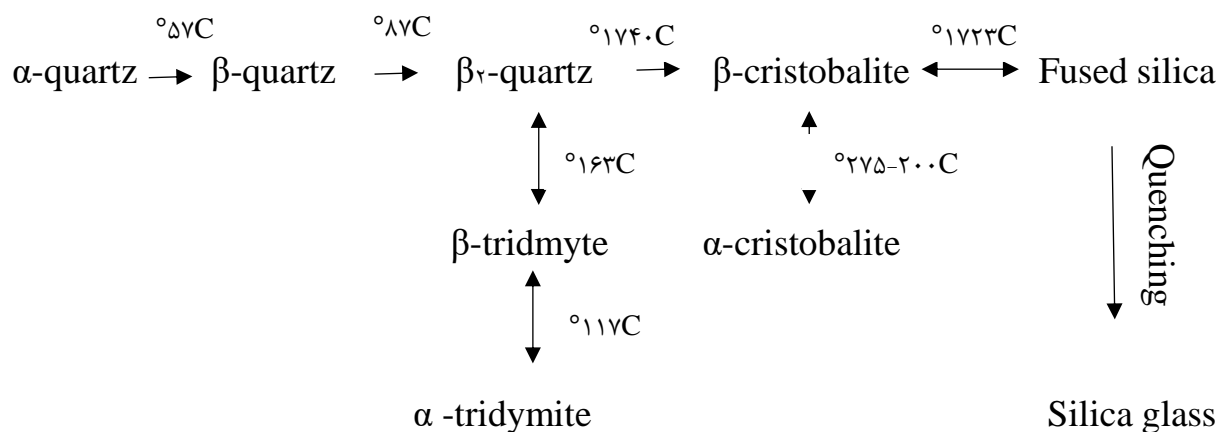 °۵۷C °۸۷C °۱۷۴۰C °۱۷۲۳C
α-quartz β-quartz β۲-quartz β-cristobalite Fused silica
°۱۶۳C °۲۷۵-۲۰۰C
Quenching
β-tridmyte α-cristobalite
°۱۱۷C
α -tridymite Silica glass